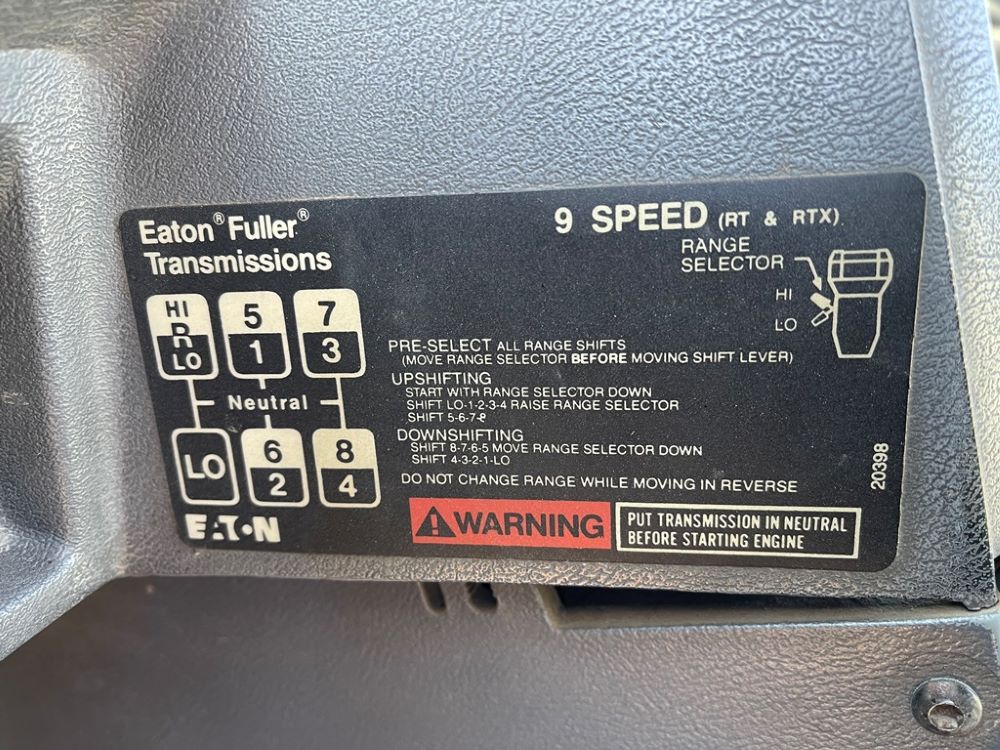 Eaton® Fuller®
Transmissions
9 SPEED (RT & RTX)
RANGE
SELECTOR
HI
LO
HI R LO
5 1
7 3
Neutral
LO
6 2
8 4
EATON
PRE-SELECT ALL RANGE SHIFTS
(MOVE RANGE SELECTOR BEFORE MOVING SHIFT LEVER)
UPSHIFTING
START WITH RANGE SELECTOR DOWN
SHIFT LO-1-2-3-4 RAISE RANGE SELECTOR
SHIFT 5-6-7-8
DOWNSHIFTING
SHIFT 8-7-6-5 MOVE RANGE SELECTOR DOWN
SHIFT 4-3-2-1-LO
DO NOT CHANGE RANGE WHILE MOVING IN REVERSE
20398
WARNING
PUT TRANSMISSION IN NEUTRAL
BEFORE STARTING ENGINE